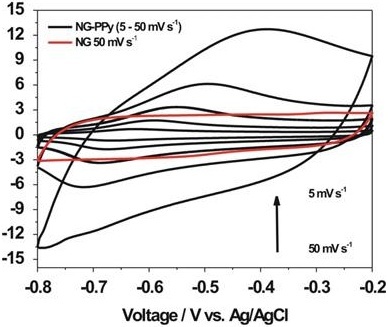 15
NG-PPy (5 - 50 mV s-1)
12
NG 50 mV s-1
9
6
3
0
-3
-6
5 mV s-1
-9
-12
50 mV s-1
-15
-0.8 -0.7 -0.6 -0.5 -0.4 -0.3 -0.2
Voltage / V vs. Ag/AgCl